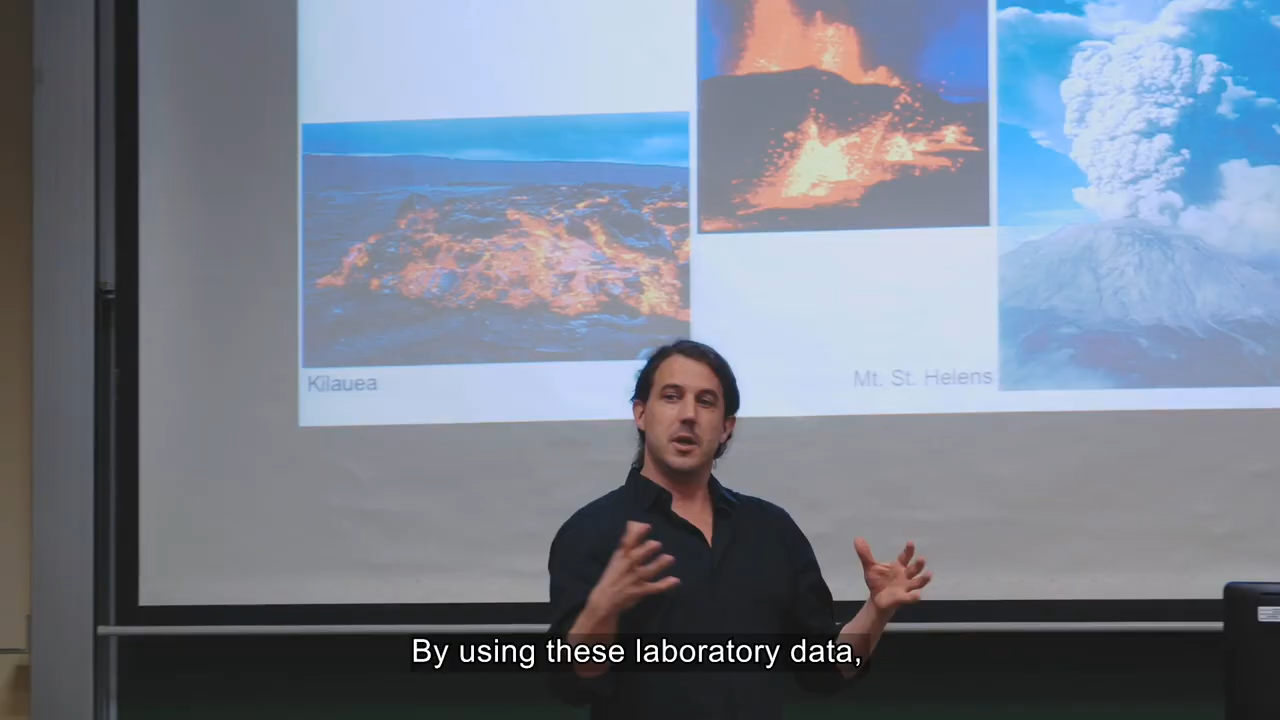 Kilauea
Mt. St. Helens
By using these laboratory data,